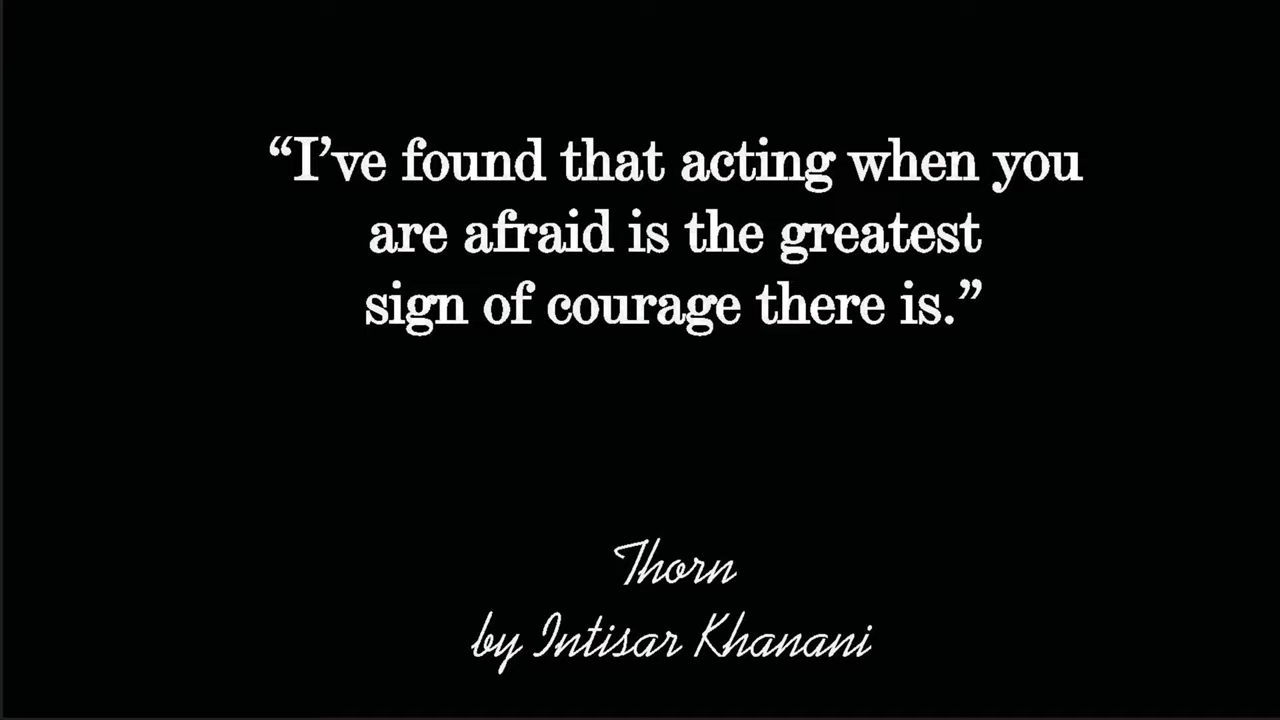 “I’ve found that acting when you
are afraid is the greatest
sign of courage there is.”
Thorn
by Intisar Khanani